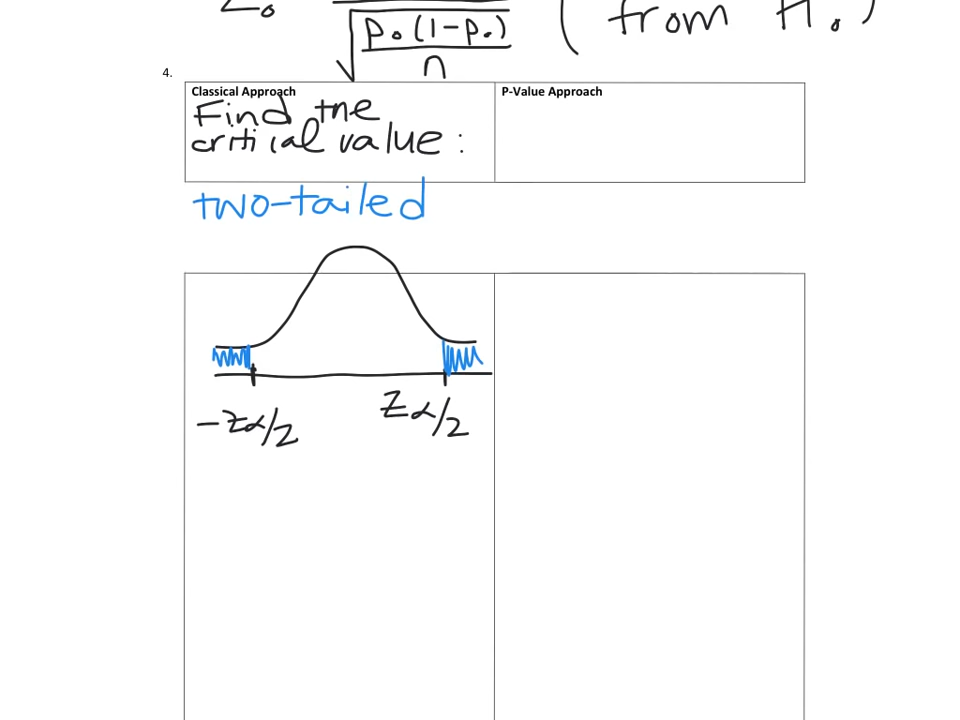 Z₀
p₀(1-p₀)
n
(from H₀)
4.
Classical Approach
Find the
critical value:
P-Value Approach
two-tailed
-Zα/2
Zα/2